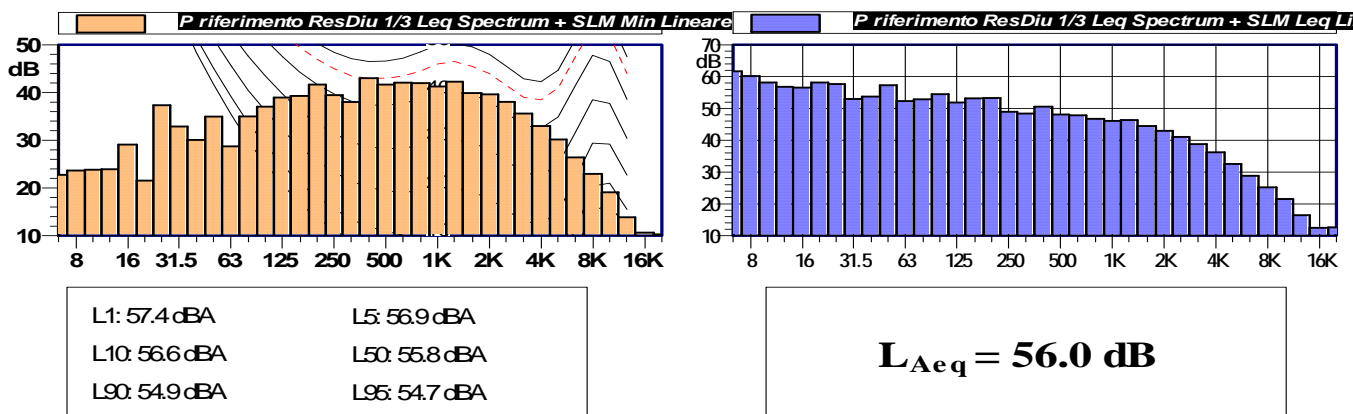 P riferimento ResDiu 1/3 Leq Spectrum + SLM Min Lineare
50
dB
40
30
20
10
8 16 31.5 63 125 250 500 1K 2K 4K 8K 16K
L1: 57.4 dBA L5: 56.9 dBA
L10: 56.6 dBA L50: 55.8 dBA
L90: 54.9 dBA L95: 54.7 dBA
P riferimento ResDiu 1/3 Leq Spectrum + SLM Leq Li
70
dB
60
50
40
30
20
10
8 16 31.5 63 125 250 500 1K 2K 4K 8K 16K
LAeq = 56.0 dB